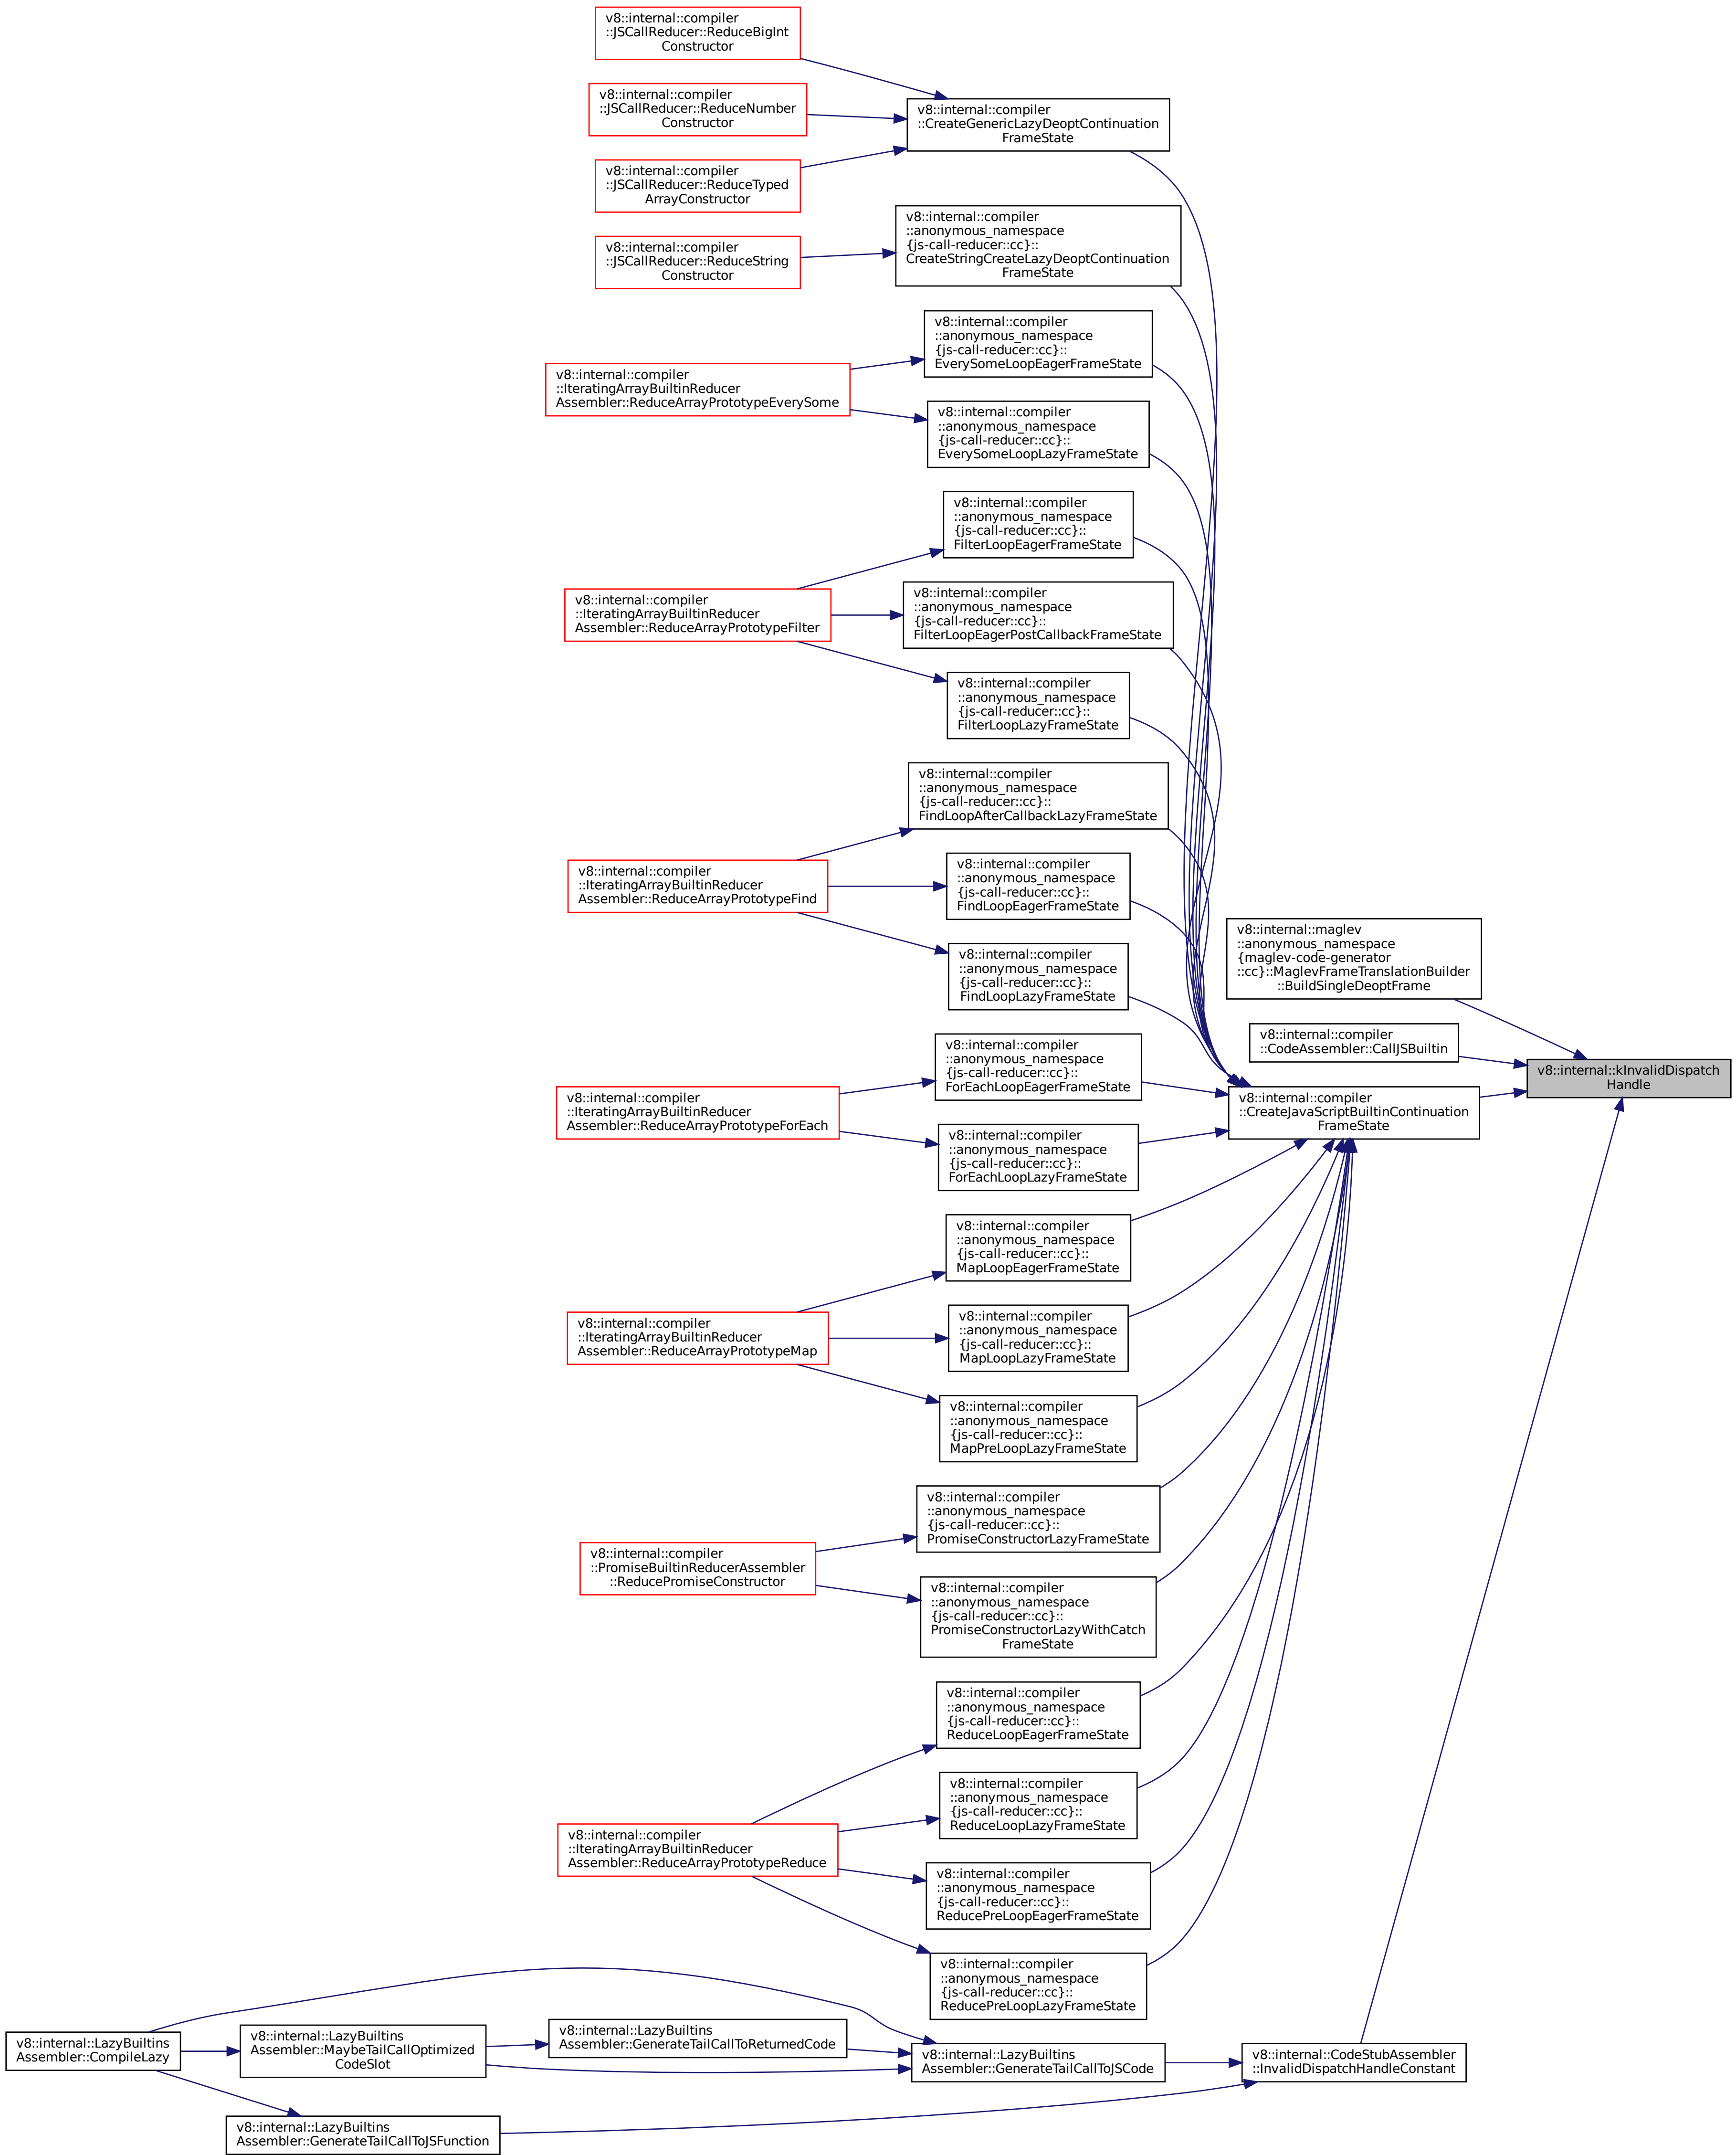 v8::internal::compiler
::JSCallReducer::ReduceBigInt
Constructor
v8::internal::compiler
::JSCallReducer::ReduceNumber
Constructor
v8::internal::compiler
::CreateGenericLazyDeoptContinuation
FrameState
v8::internal::compiler
::JSCallReducer::ReduceTyped
ArrayConstructor
v8::internal::compiler
::anonymous_namespace
{js-call-reducer::cc}::
CreateStringCreateLazyDeoptContinuation
FrameState
v8::internal::compiler
::JSCallReducer::ReduceString
Constructor
v8::internal::compiler
::anonymous_namespace
{js-call-reducer::cc}::
EverySomeLoopEagerFrameState
v8::internal::compiler
::IteratingArrayBuiltinReducer
Assembler::ReduceArrayPrototypeEverySome
v8::internal::compiler
::anonymous_namespace
{js-call-reducer::cc}::
EverySomeLoopLazyFrameState
v8::internal::compiler
::anonymous_namespace
{js-call-reducer::cc}::
FilterLoopEagerFrameState
v8::internal::compiler
::IteratingArrayBuiltinReducer
Assembler::ReduceArrayPrototypeFilter
v8::internal::compiler
::anonymous_namespace
{js-call-reducer::cc}::
FilterLoopEagerPostCallbackFrameState
v8::internal::compiler
::anonymous_namespace
{js-call-reducer::cc}::
FilterLoopLazyFrameState
v8::internal::compiler
::anonymous_namespace
{js-call-reducer::cc}::
FindLoopAfterCallbackLazyFrameState
v8::internal::compiler
::IteratingArrayBuiltinReducer
Assembler::ReduceArrayPrototypeFind
v8::internal::compiler
::anonymous_namespace
{js-call-reducer::cc}::
FindLoopEagerFrameState
v8::internal::compiler
::anonymous_namespace
{js-call-reducer::cc}::
FindLoopLazyFrameState
v8::internal::maglev
::anonymous_namespace
{maglev-code-generator
::cc}::MaglevFrameTranslationBuilder
::BuildSingleDeoptFrame
v8::internal::compiler
::CodeAssembler::CallJSBuiltin
v8::internal::kInvalidDispatch
Handle
v8::internal::compiler
::CreateJavaScriptBuiltinContinuation
FrameState
v8::internal::compiler
::anonymous_namespace
{js-call-reducer::cc}::
ForEachLoopEagerFrameState
v8::internal::compiler
::IteratingArrayBuiltinReducer
Assembler::ReduceArrayPrototypeForEach
v8::internal::compiler
::anonymous_namespace
{js-call-reducer::cc}::
ForEachLoopLazyFrameState
v8::internal::compiler
::anonymous_namespace
{js-call-reducer::cc}::
MapLoopEagerFrameState
v8::internal::compiler
::IteratingArrayBuiltinReducer
Assembler::ReduceArrayPrototypeMap
v8::internal::compiler
::anonymous_namespace
{js-call-reducer::cc}::
MapLoopLazyFrameState
v8::internal::compiler
::anonymous_namespace
{js-call-reducer::cc}::
MapPreLoopLazyFrameState
v8::internal::compiler
::anonymous_namespace
{js-call-reducer::cc}::
PromiseConstructorLazyFrameState
v8::internal::compiler
::PromiseBuiltinReducerAssembler
::ReducePromiseConstructor
v8::internal::compiler
::anonymous_namespace
{js-call-reducer::cc}::
PromiseConstructorLazyWithCatch
FrameState
v8::internal::compiler
::anonymous_namespace
{js-call-reducer::cc}::
ReduceLoopEagerFrameState
v8::internal::compiler
::anonymous_namespace
{js-call-reducer::cc}::
ReduceLoopLazyFrameState
v8::internal::compiler
::IteratingArrayBuiltinReducer
Assembler::ReduceArrayPrototypeReduce
v8::internal::compiler
::anonymous_namespace
{js-call-reducer::cc}::
ReducePreLoopEagerFrameState
v8::internal::compiler
::anonymous_namespace
{js-call-reducer::cc}::
ReducePreLoopLazyFrameState
v8::internal::LazyBuiltins
Assembler::CompileLazy
v8::internal::LazyBuiltins
Assembler::MaybeTailCallOptimized
CodeSlot
v8::internal::LazyBuiltins
Assembler::GenerateTailCallToReturnedCode
v8::internal::LazyBuiltins
Assembler::GenerateTailCallToJSCode
v8::internal::CodeStubAssembler
::InvalidDispatchHandleConstant
v8::internal::LazyBuiltins
Assembler::GenerateTailCallToJSFunction